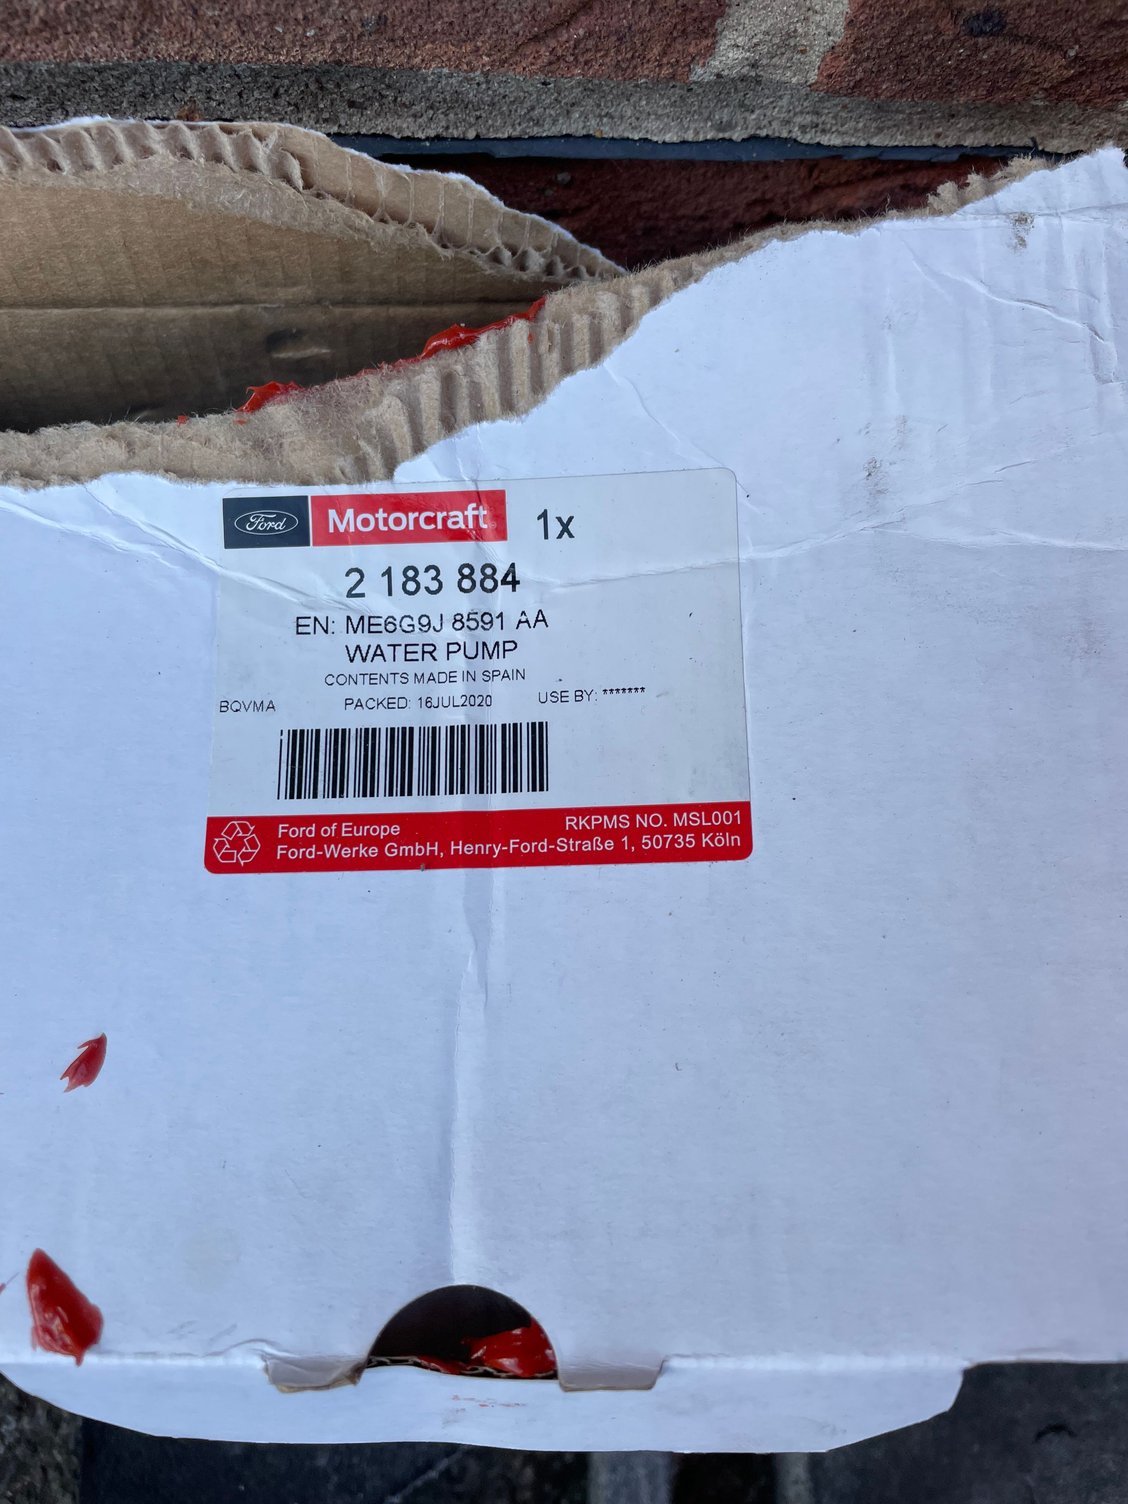 Ford Motorcraft 1x
2 183 884
EN: ME6G9J 8591 AA
WATER PUMP
CONTENTS MADE IN SPAIN
BQVMA PACKED: 16JUL2020 USE BY: *******
Ford of Europe RKPMS NO. MSL001
Ford-Werke GmbH, Henry-Ford-Straße 1, 50735 Köln